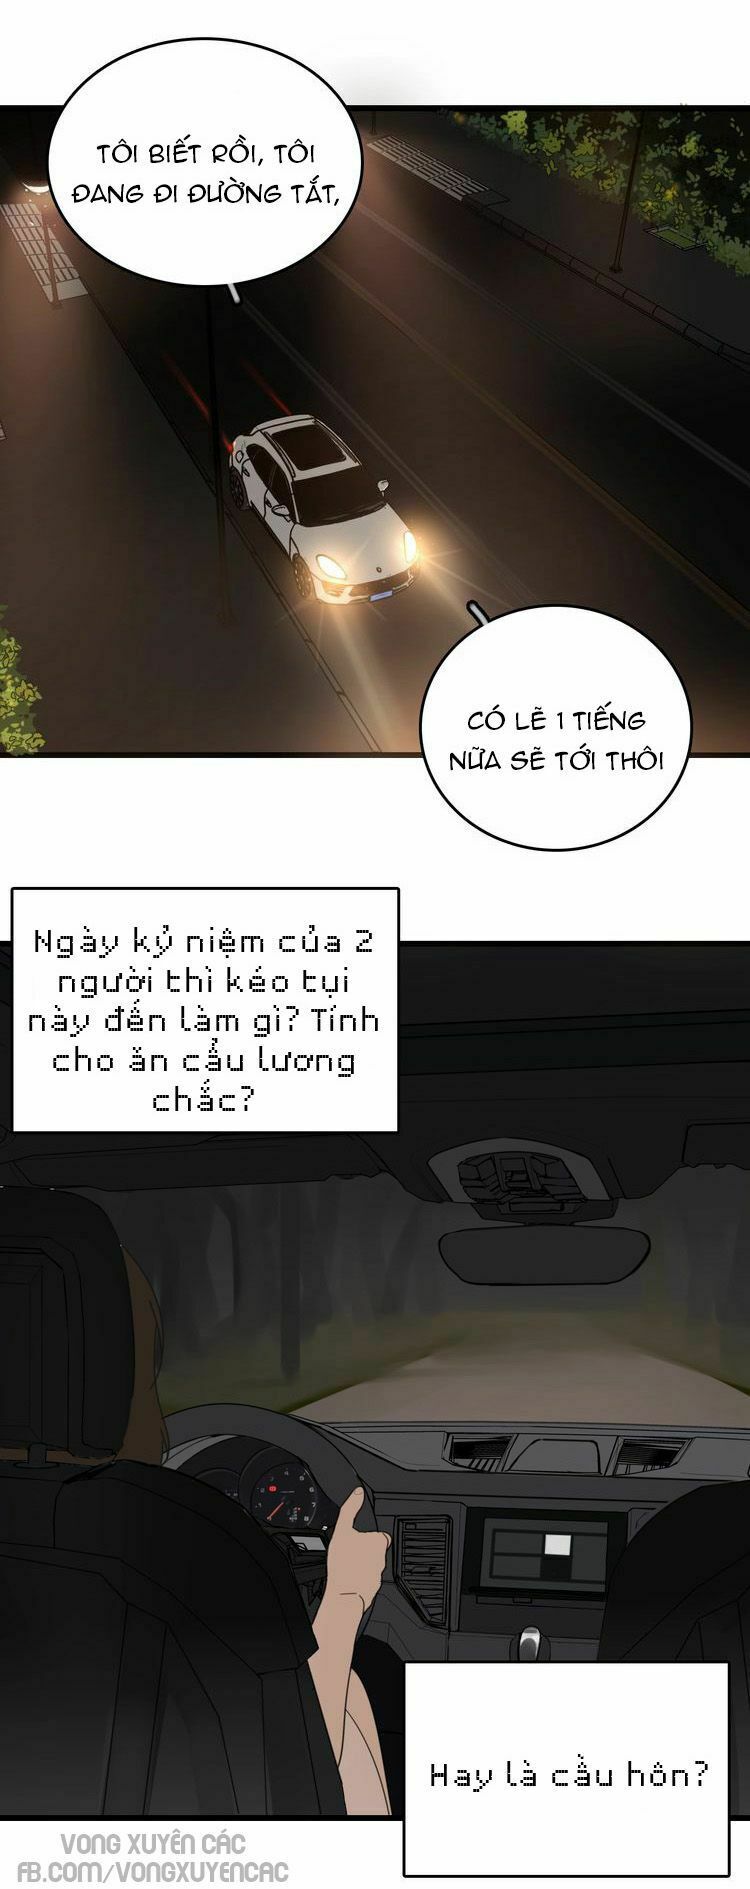 TÔI BIẾT RỒI, TÔI
ĐANG ĐI ĐƯỜNG TẮT,
CÓ LẼ 1 TIẾNG
NỮA SẼ TỚI THÔI
Ngày kỷ niệm của 2
người thì kéo tụi
này đến làm gì? Tính
cho ăn cẩu lương
chắc?
Hay là cầu hôn?
VONG XUYÊN CÁC
FB.COM/VONGXUYENCAC